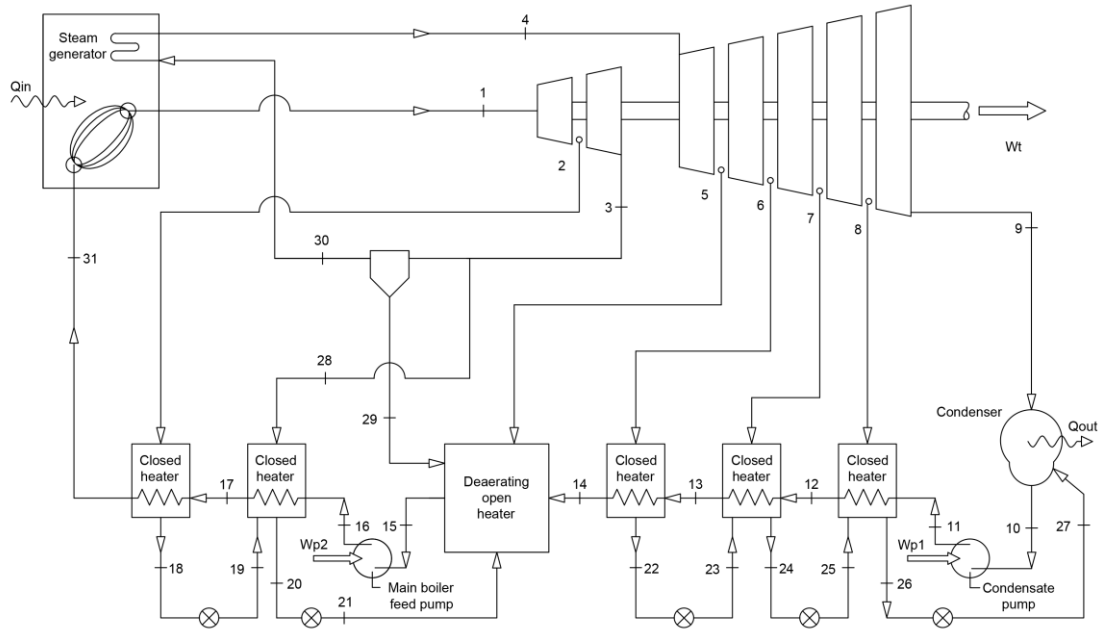 Steam
generator
Qin
4
1
2
3
5
6
7
8
9
Wt
30
31
28
29
Condenser
Qout
Closed
heater
17
Closed
heater
16
15
Deaerating
open
heater
14
Closed
heater
13
Closed
heater
12
Closed
heater
11
10
27
Wp2
Wp1
18
19
20
21
Main boiler
feed pump
22
23
24
25
26
Condensate
pump